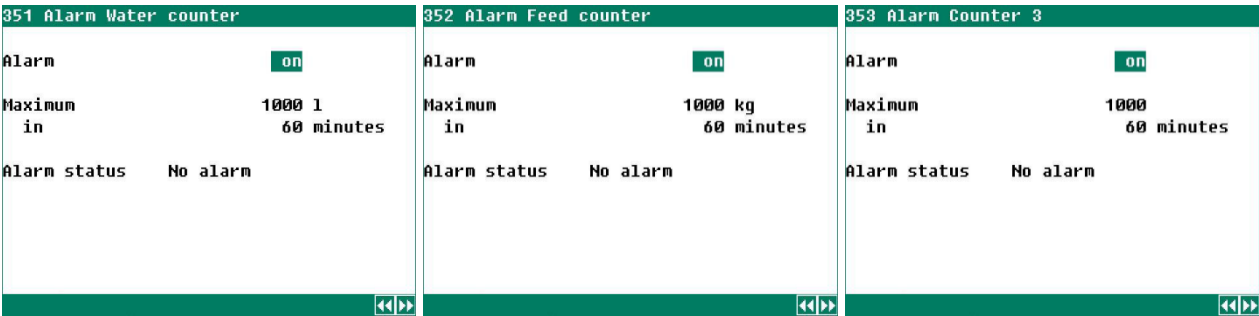 351 Alarm Water counter
Alarm on
Maximum 1000 l
in 60 minutes
Alarm status No alarm
352 Alarm Feed counter
Alarm on
Maximum 1000 kg
in 60 minutes
Alarm status No alarm
353 Alarm Counter 3
Alarm on
Maximum 1000
in 60 minutes
Alarm status No alarm